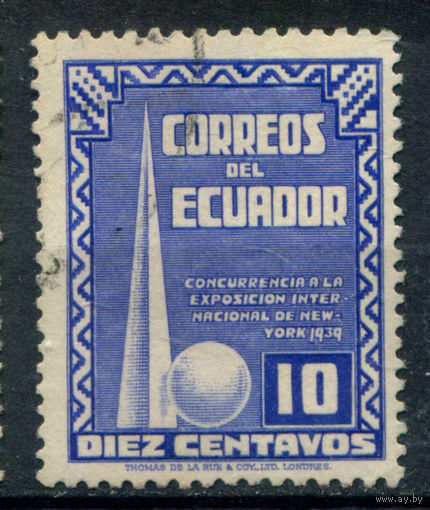 CORREOS
DEL
ECUADOR
CONCURRENCIA A LA
EXPOSICION INTER-
NACIONAL DE NEW-
YORK 1939
10
DIEZ CENTAVOS
THOMAS DE LA RUE & COY., LTD. LONDRES.
www.ay.by